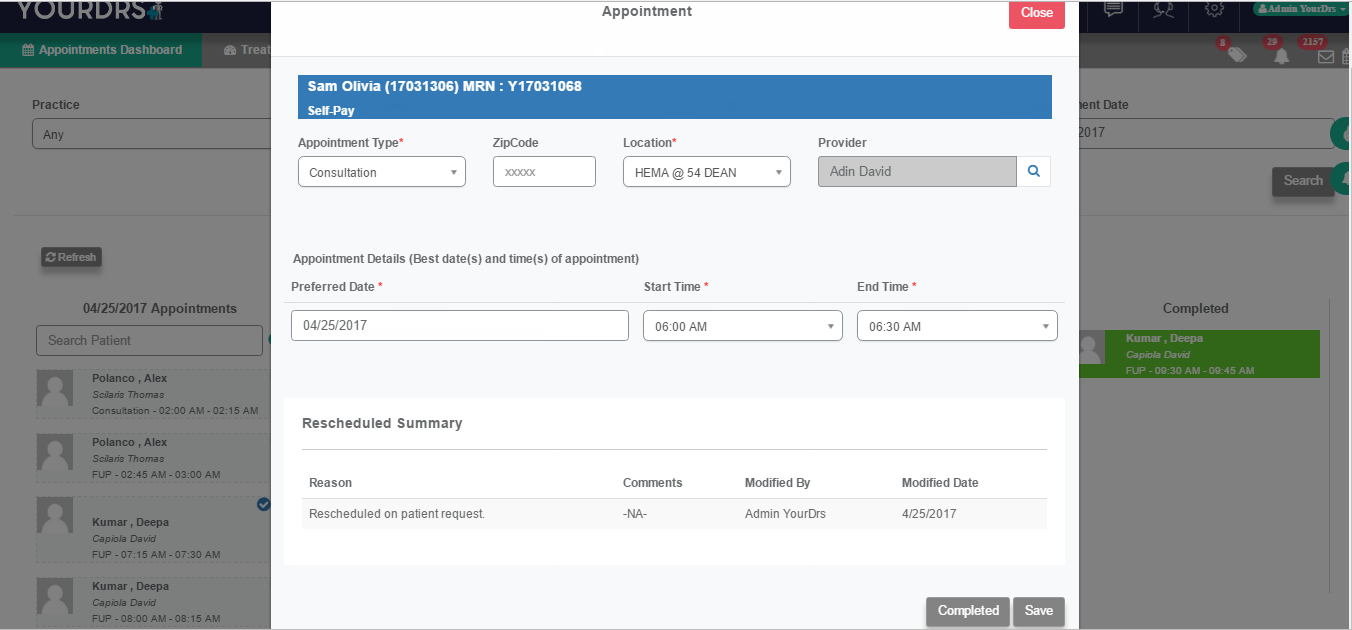 YOURDRS
Appointment
Close
Admin YourDrs
Appointments Dashboard
Treat
8
29
2157
Practice
Any
ment Date
2017
Search
Sam Olivia (17031306) MRN : Y17031068
Self-Pay
Appointment Type*
ZipCode
Location*
Provider
Consultation
xxxxx
HEMA @ 54 DEAN
Adin David
Refresh
Appointment Details (Best date(s) and time(s) of appointment)
Preferred Date *
Start Time *
End Time *
04/25/2017
06:00 AM
06:30 AM
04/25/2017 Appointments
Search Patient
Polanco , Alex
Scilaris Thomas
Consultation - 02:00 AM - 02:15 AM
Polanco , Alex
Scilaris Thomas
FUP - 02:45 AM - 03:00 AM
Kumar , Deepa
Capiola David
FUP - 07:15 AM - 07:30 AM
Kumar , Deepa
Capiola David
FUP - 08:00 AM - 08:15 AM
Completed
Kumar , Deepa
Capiola David
FUP - 09:30 AM - 09:45 AM
Rescheduled Summary
Reason
Comments
Modified By
Modified Date
Rescheduled on patient request.
-NA-
Admin YourDrs
4/25/2017
Completed
Save